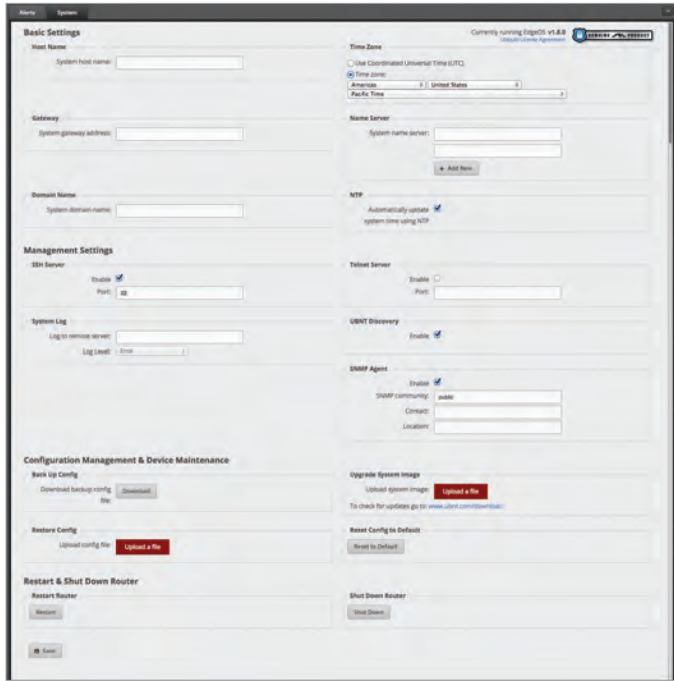 Alerts
System
Basic Settings
Currently running EdgeOS v1.8.0
Ubiquiti License Agreement
GENUINE PRODUCT
Host Name
System host name:
Time Zone
Use Coordinated Universal Time (UTC).
Time zone:
Americas
United States
Pacific Time
Gateway
System gateway address:
Name Server
System name server:
+ Add New
Domain Name
System domain name:
NTP
Automatically update
system time using NTP
Management Settings
SSH Server
Enable
Port:
22
Telnet Server
Enable
Port:
System Log
Log to remote server:
Log Level:
Error
UBNT Discovery
Enable
SNMP Agent
Enable
SNMP community:
public
Contact:
Location:
Configuration Management & Device Maintenance
Back Up Config
Download backup config
file:
Download
Upgrade System Image
Upload system image:
Upload a file
To check for updates go to: www.ubnt.com/download/
Restore Config
Upload config file:
Upload a file
Reset Config to Default
Reset to Default
Restart & Shut Down Router
Restart Router
Restart
Shut Down Router
Shut Down
Save